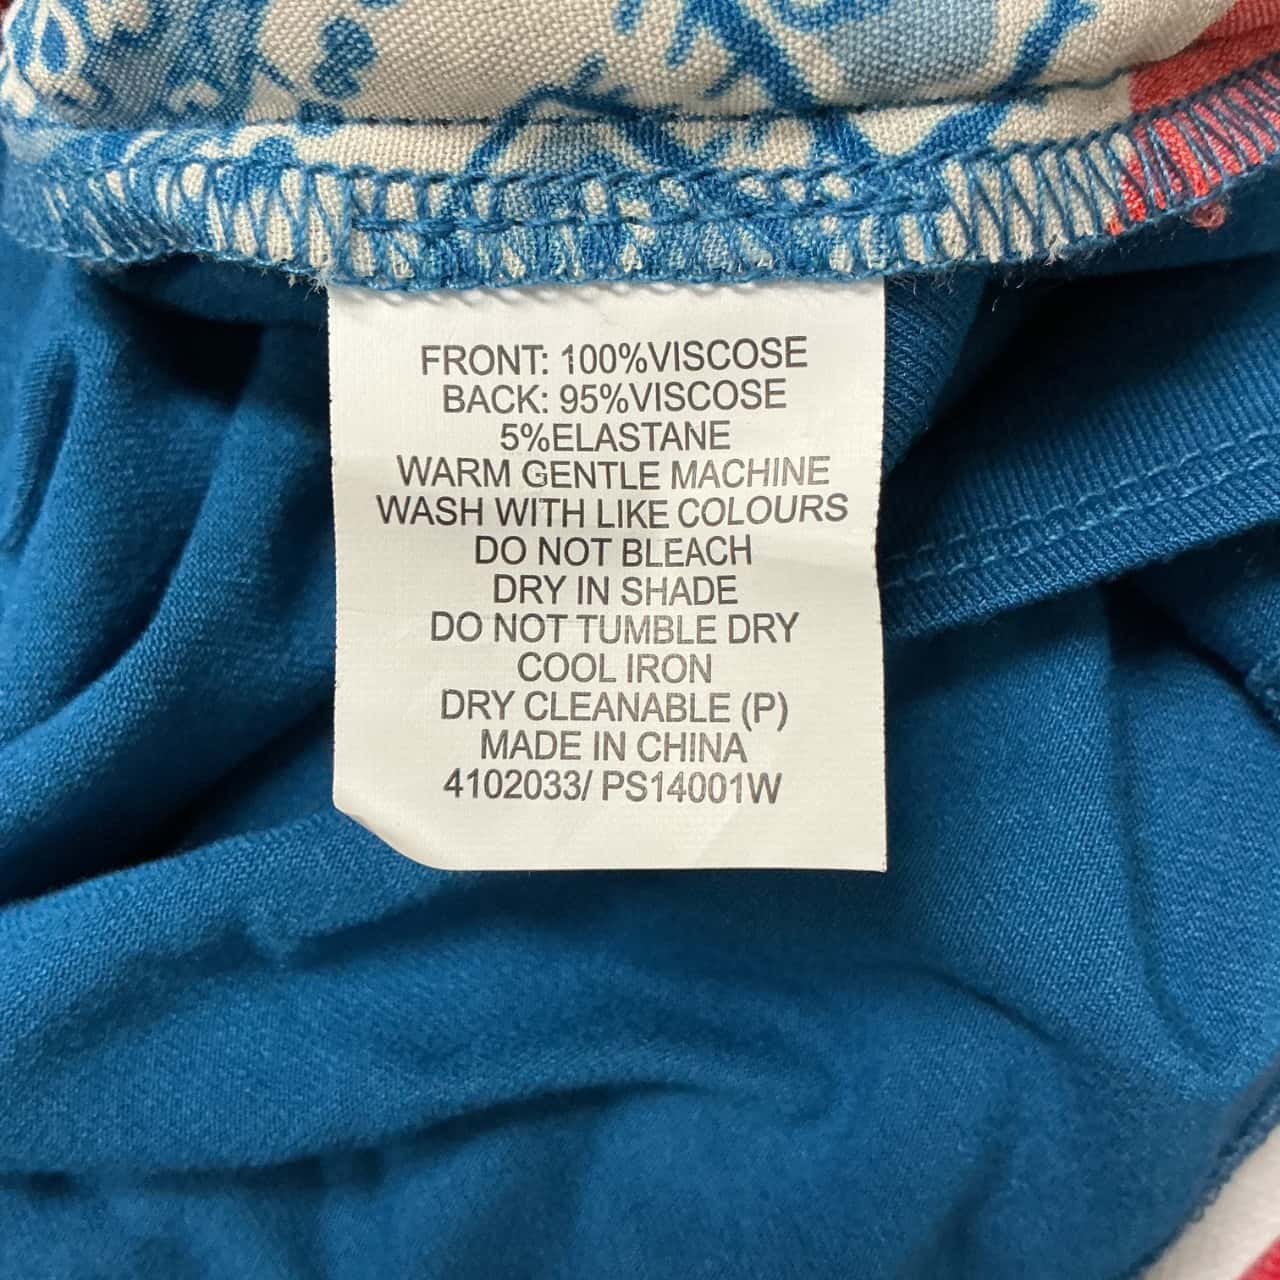 FRONT: 100%VISCOSE
BACK: 95%VISCOSE
5%ELASTANE
WARM GENTLE MACHINE
WASH WITH LIKE COLOURS
DO NOT BLEACH
DRY IN SHADE
DO NOT TUMBLE DRY
COOL IRON
DRY CLEANABLE (P)
MADE IN CHINA
4102033/ PS14001W